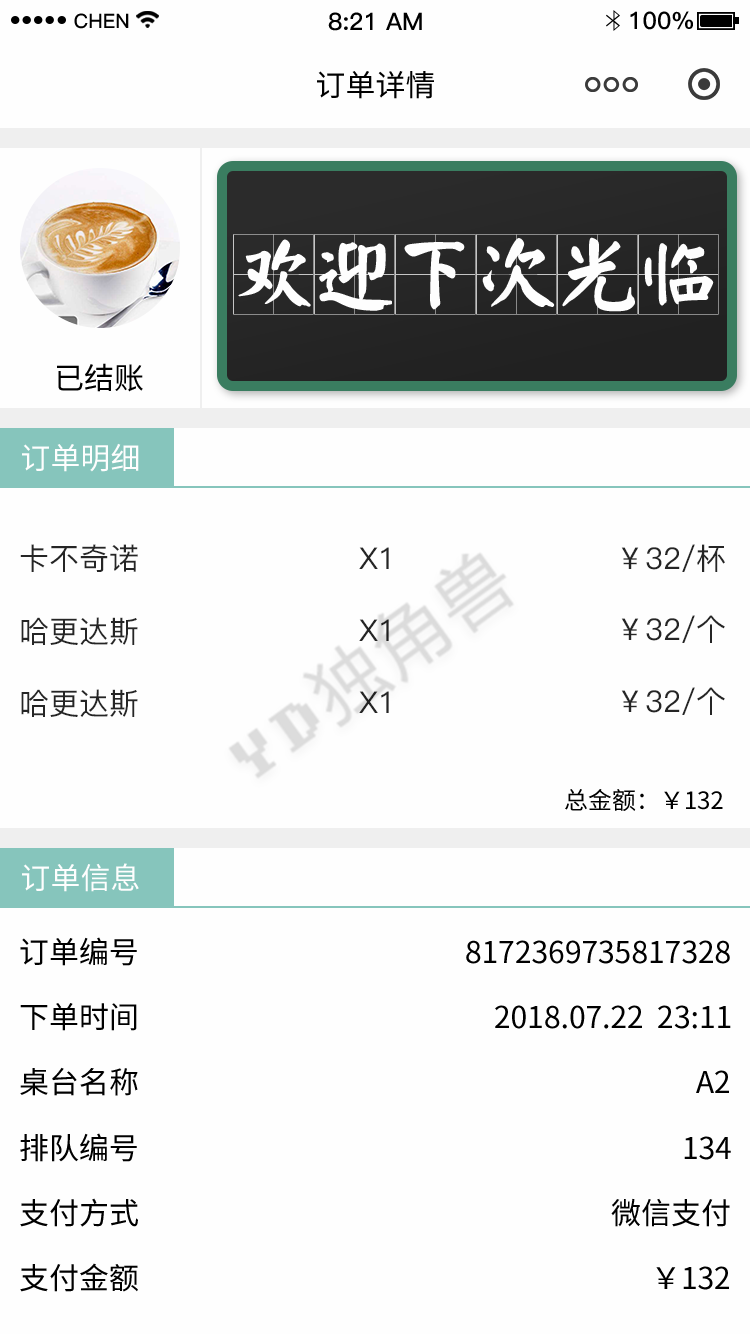 CHEN 8:21 AM 100%
订单详情
欢迎下次光临
已结账
订单明细
卡不奇诺 X1 ￥32/杯
哈更达斯 X1 ￥32/个
哈更达斯 X1 ￥32/个
YD独角兽
总金额：￥132
订单信息
订单编号 8172369735817328
下单时间 2018.07.22 23:11
桌台名称 A2
排队编号 134
支付方式 微信支付
支付金额 ￥132